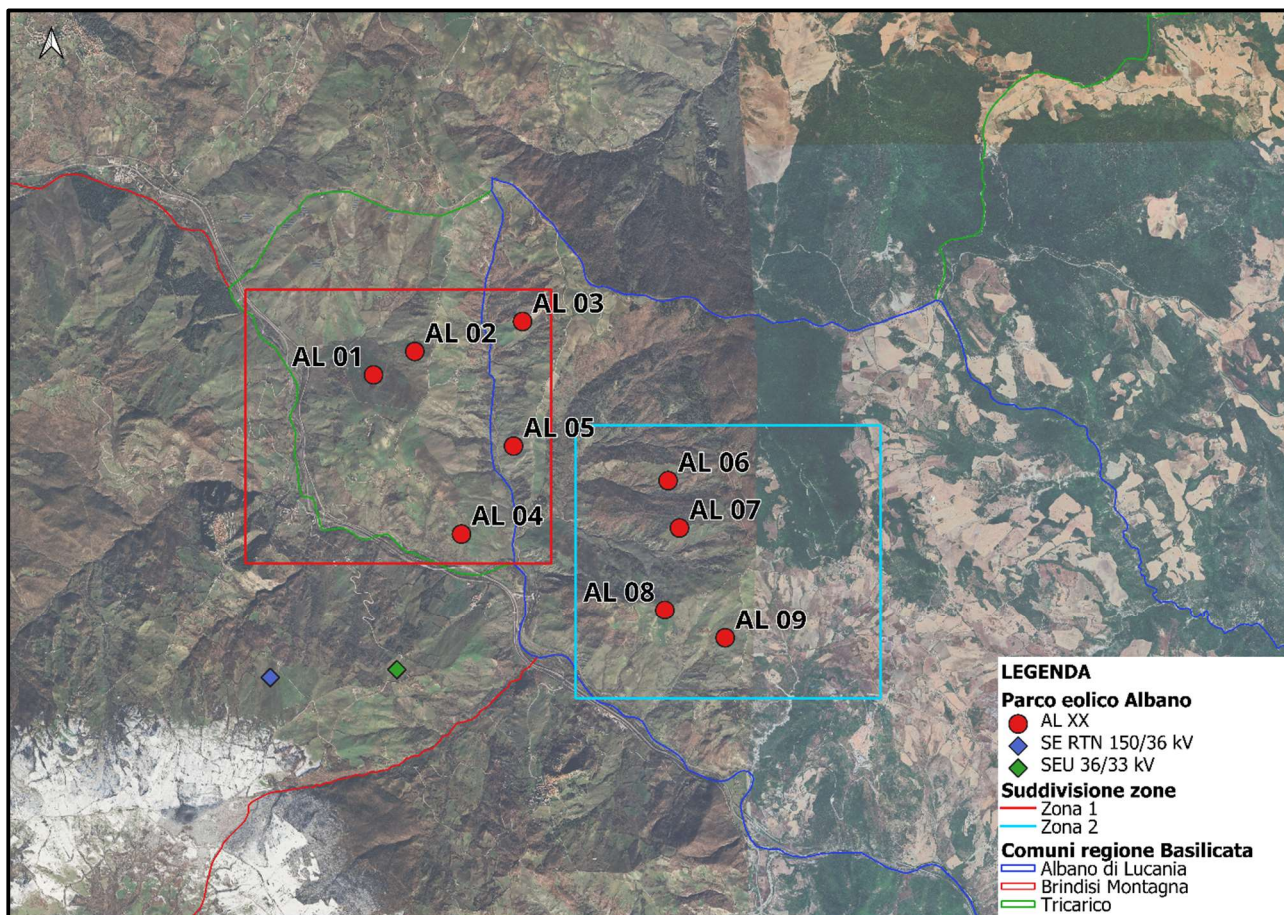 AL 03
AL 02
AL 01
AL 05
AL 06
AL 07
AL 04
AL 08
AL 09
LEGENDA
Parco eolico Albano
AL XX
SE RTN 150/36 kV
SEU 36/33 kV
Suddivisione zone
Zona 1
Zona 2
Comuni regione Basilicata
Albano di Lucania
Brindisi Montagna
Tricarico